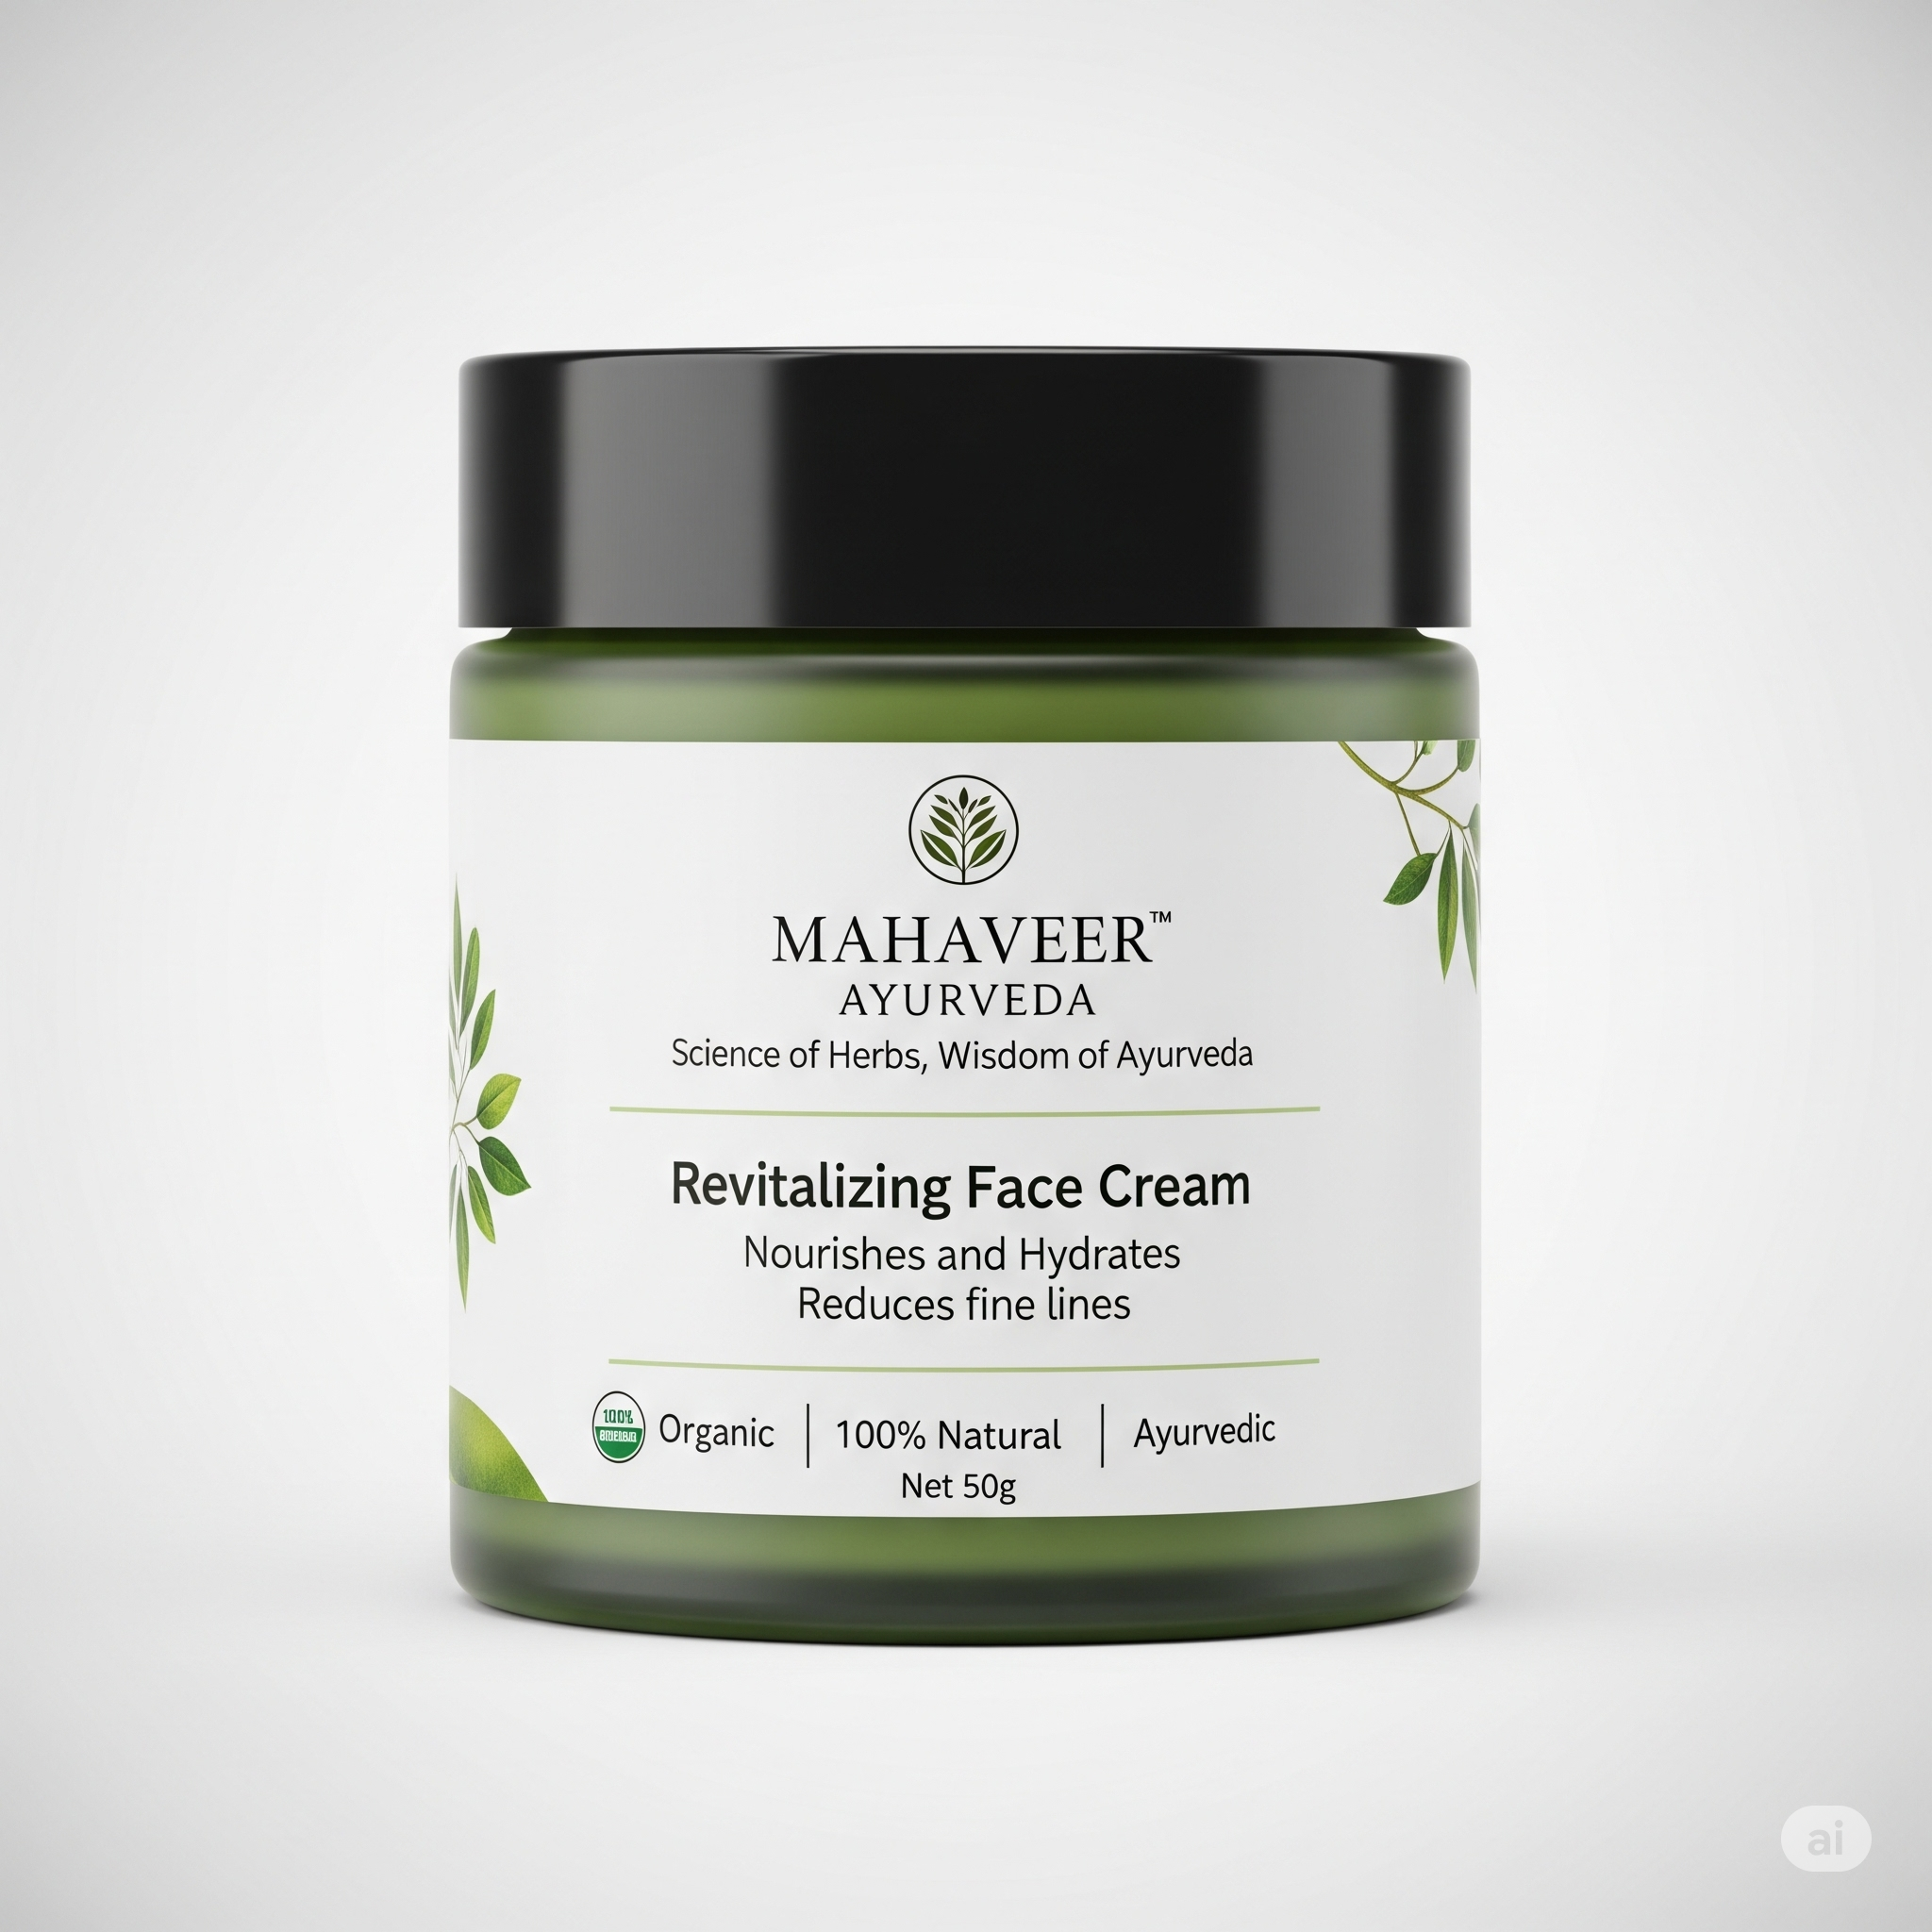 MAHAVEER™
AYURVEDA
Science of Herbs, Wisdom of Ayurveda
Revitalizing Face Cream
Nourishes and Hydrates
Reduces fine lines
100%
Organic | 100% Natural | Ayurvedic
Net 50g
ai